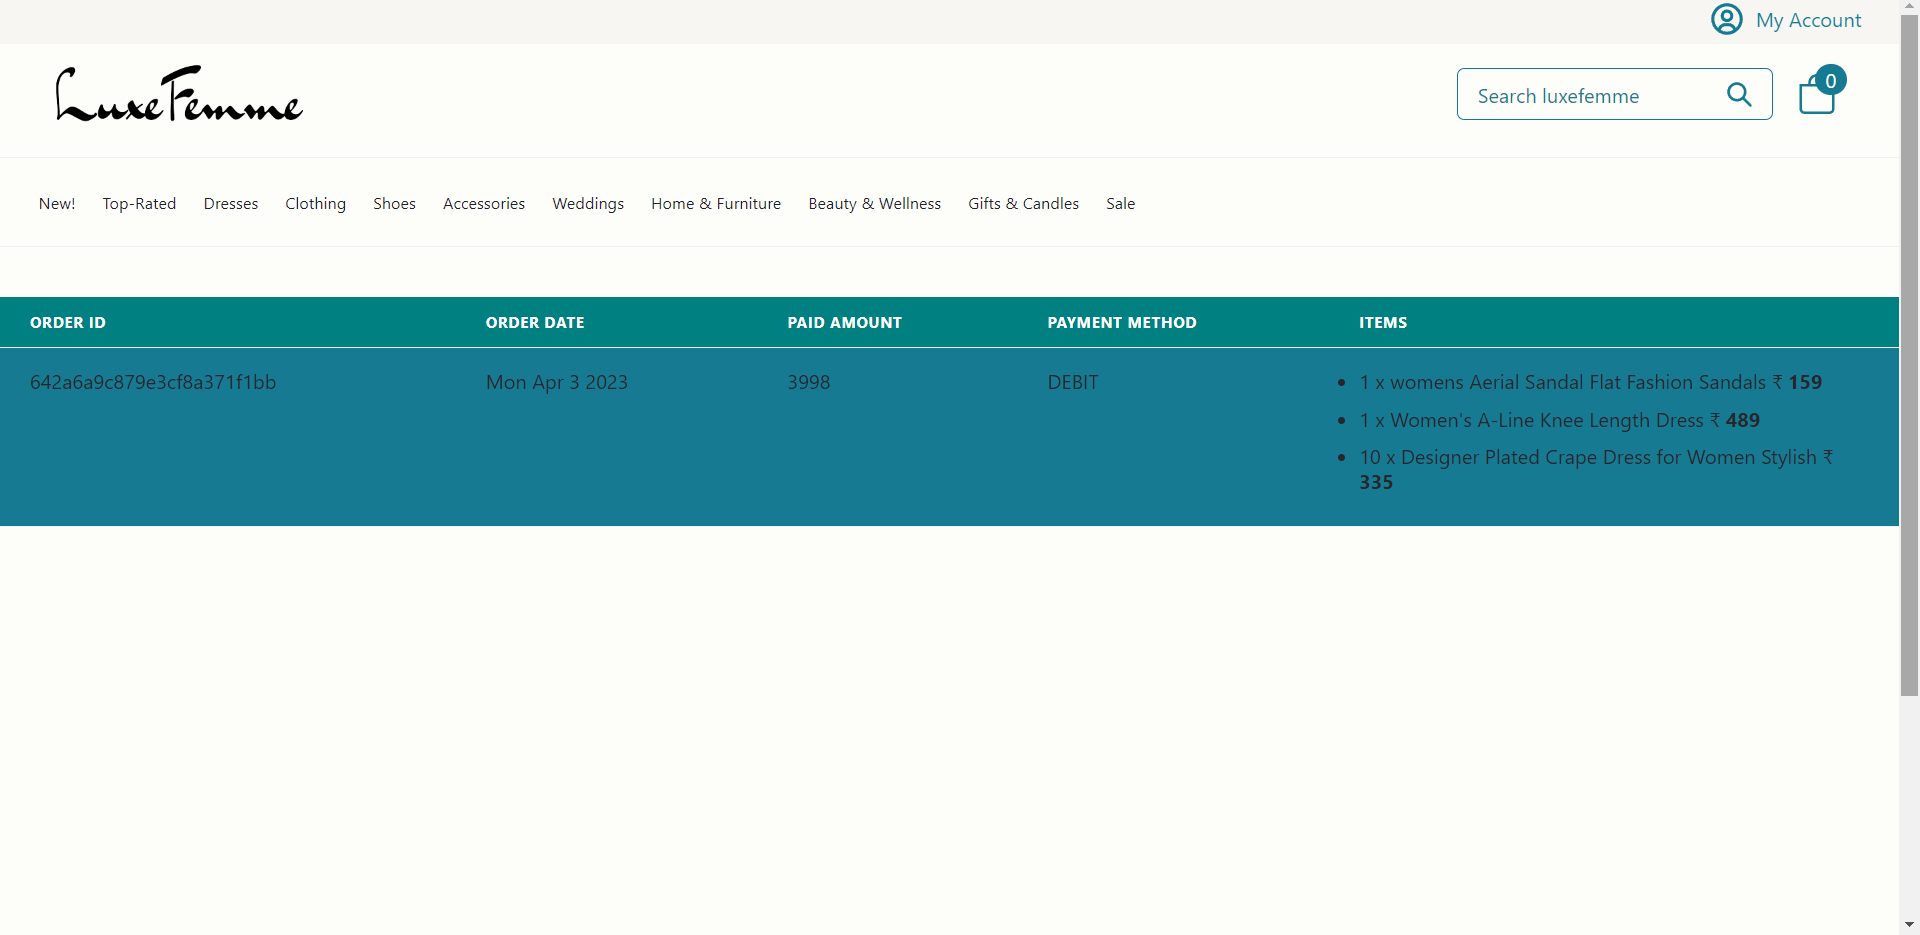 My Account
LuxeFemme
Search luxefemme
0
New! Top-Rated Dresses Clothing Shoes Accessories Weddings Home & Furniture Beauty & Wellness Gifts & Candles Sale
ORDER ID ORDER DATE PAID AMOUNT PAYMENT METHOD ITEMS
642a6a9c879e3cf8a371f1bb Mon Apr 3 2023 3998 DEBIT • 1 x womens Aerial Sandal Flat Fashion Sandals ₹ 159
• 1 x Women's A-Line Knee Length Dress ₹ 489
• 10 x Designer Plated Crape Dress for Women Stylish ₹
335